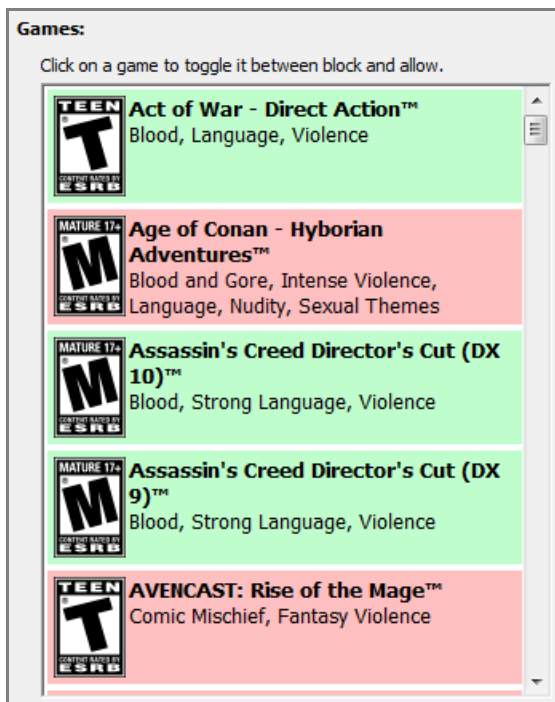 Games:
Click on a game to toggle it between block and allow.
TEEN
T
®
CONTENT RATED BY
ESRB
Act of War - Direct Action™
Blood, Language, Violence
MATURE 17+
M
®
CONTENT RATED BY
ESRB
Age of Conan - Hyborian
Adventures™
Blood and Gore, Intense Violence,
Language, Nudity, Sexual Themes
MATURE 17+
M
®
CONTENT RATED BY
ESRB
Assassin's Creed Director's Cut (DX
10)™
Blood, Strong Language, Violence
MATURE 17+
M
®
CONTENT RATED BY
ESRB
Assassin's Creed Director's Cut (DX
9)™
Blood, Strong Language, Violence
TEEN
T
®
CONTENT RATED BY
ESRB
AVENCAST: Rise of the Mage™
Comic Mischief, Fantasy Violence